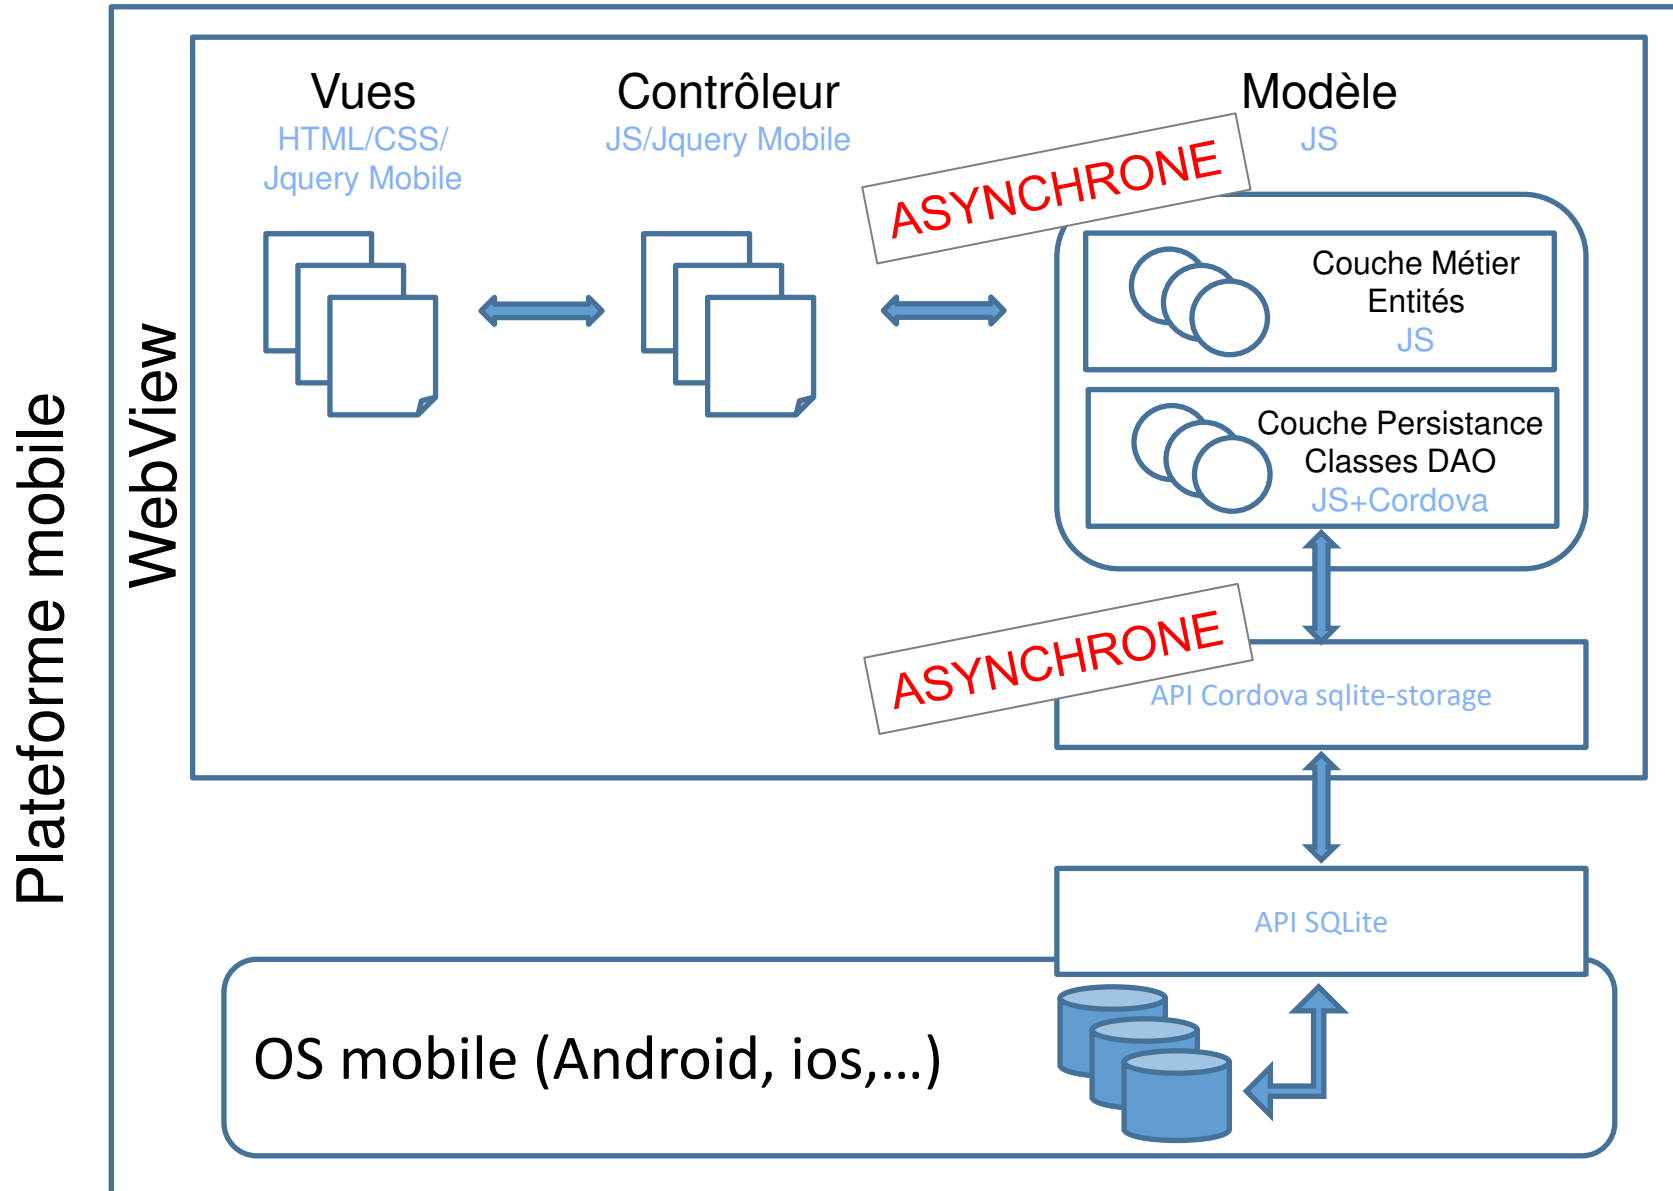 Plateforme mobile
WebView
Vues
HTML/CSS/
Jquery Mobile
Contrôleur
JS/Jquery Mobile
Modèle
JS
ASYNCHRONE
Couche Métier
Entités
JS
Couche Persistance
Classes DAO
JS+Cordova
ASYNCHRONE
API Cordova sqlite-storage
API SQLite
OS mobile (Android, ios,…)